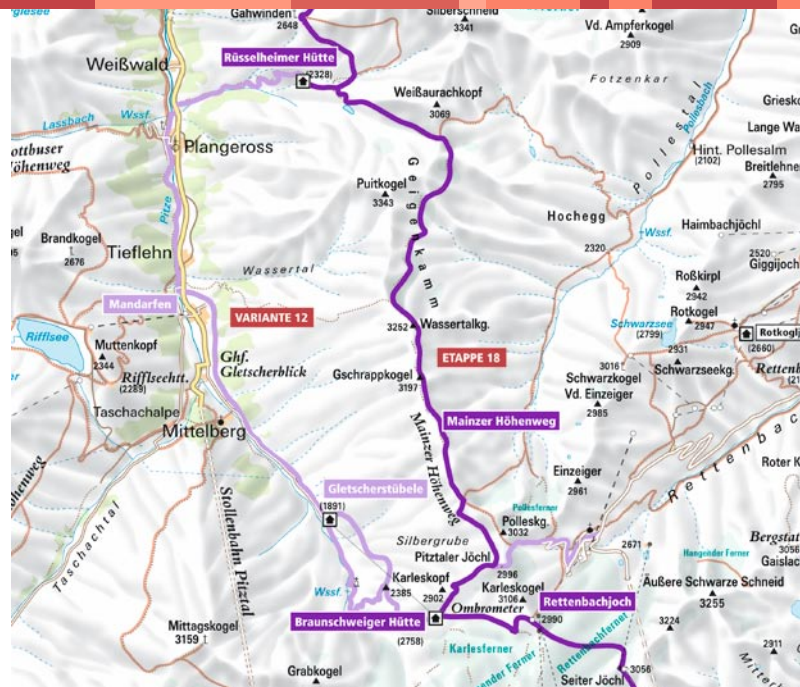 Gahwinden
2648
Silberschneid
3341
Vd. Ampferkogel
2909
Weißwald
Rüsselheimer Hütte
(2328)
Weißaurachkopf
3069
Fotzenkar
Pollestal
Pollesbach
Lassbach
Wssf.
Plangeross
Höhenweg
Lange Wa
Hint. Pollesalm
(2102)
Breitlehner
2795
Geigenkamm
Puitkogel
3343
Pitze
Hochegg
2320
Wssf.
Haimbachjöchl
Brandkogel
2676
Tieflehn
Wassertal
2520
Giggijoch
Roßkirpl
2942
Mandarfen
VARIANTE 12
3252
Wassertalkg.
Rotkogel
2947
Schwarzsee
(2799)
Rotkogl
(2660)
Rifflsee
Muttenkopf
2344
Ghf.
Gletscherblick
ETAPPE 18
2931
Schwarzseekg.
Rifflseehtt.
(2289)
Gschrappkogel
3197
3016
Schwarzkogel
Vd. Einzeiger
2985
Taschachalpe
Mittelberg
Mainzer Höhenweg
Mainzer Höhenweg
Rettenbac
Roter K
Einzeiger
2961
Gletscherstübele
(1891)
Stollenbahn Pitztal
Taschachtal
Pollesferner
Polleskg.
3032
Silbergrube
Pitztaler Jöchl
2996
2671
Hangender Ferner
Bergstat
3056
Gaislac
Wssf.
Karleskopf
2902
2385
Karleskogel
3106
Äußere Schwarze Schneid
3255
Braunschweiger Hütte
(2758)
Ombrometer
Rettenbachjoch
2990
3224
Mittagskogel
3159
Karlesferner
Rettenbachferner
2911
Grabkogel
3056
Seiter Jöchl